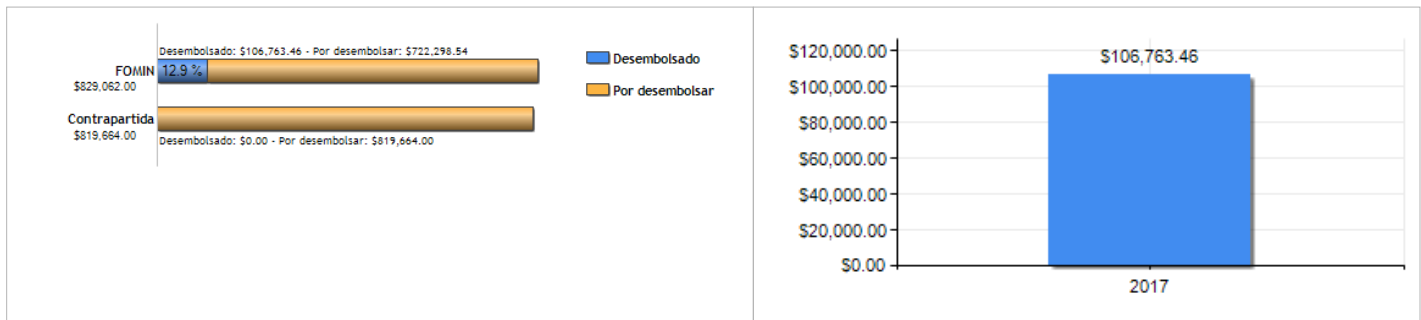 Desembolsado: $106,763.46 - Por desembolsar: $722,298.54
FOMIN
12.9 %
$829,062.00
Contrapartida
$819,664.00
Desembolsado: $0.00 - Por desembolsar: $819,664.00
Desembolsado
Por desembolsar
$120,000.00
$100,000.00
$80,000.00
$60,000.00
$40,000.00
$20,000.00
$0.00
$106,763.46
2017